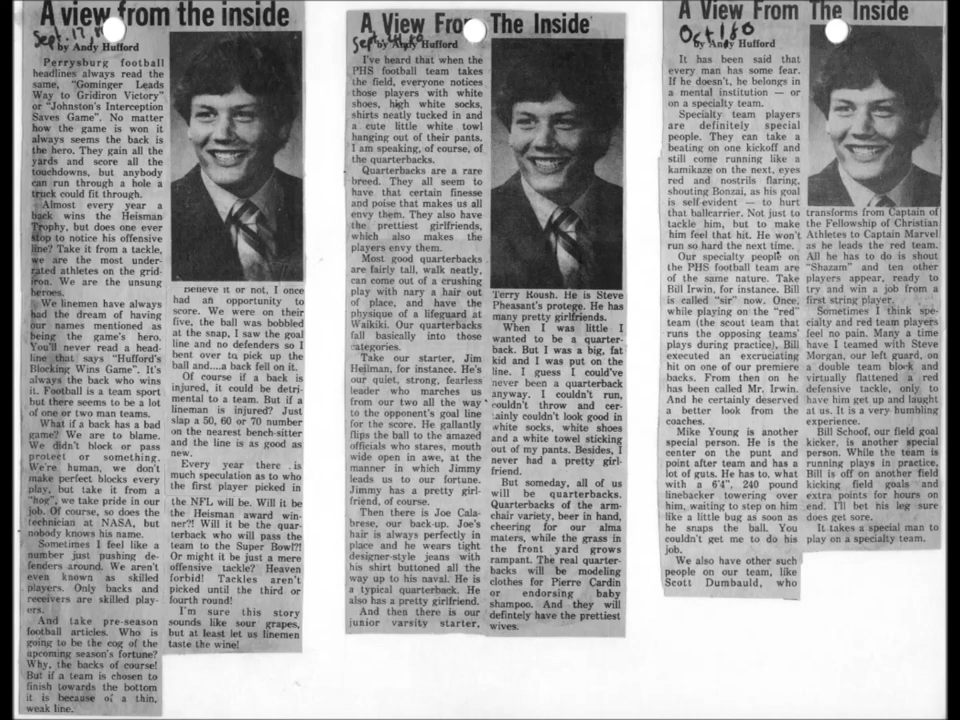 A view from the inside
Sept. 17,
by Andy Hufford
Perrysburg football
headlines always read the
same, "Gominger Leads
Way to Gridiron Victory"
or "Johnston's Interception
Saves Game". No matter
how the game is won it
always seems the back is
the hero. They gain all the
yards and score all the
touchdowns, but anybody
can run through a hole a
truck could fit through.
Almost every year a
back wins the Heisman
Trophy, but does one ever
stop to notice his offensive
line? Take it from a tackle,
we are the most under-
rated athletes on the grid-
iron. We are the unsung
heroes.
We linemen have always
had the dream of having
our names mentioned as
being the game's hero.
You'll never read a head-
line that says "Hufford's
Blocking Wins Game". It's
always the back who wins
it. Football is a team sport
but there seems to be a lot
of one or two man teams.
What if a back has a bad
game? We are to blame.
We didn't block or pass
protect or something.
We're human, we don't
make perfect blocks every
play, but take it from a
"hog", we take pride in our
job. Of course, so does the
technician at NASA, but
nobody knows his name.
Sometimes I feel like a
number just pushing de-
fenders around. We aren't
even known as skilled
players. Only backs and
receivers are skilled play-
ers.
And take pre-season
football articles. Who is
going to be the cog of the
upcoming season's fortune?
Why, the backs of course!
But if a team is chosen to
finish towards the bottom
it is because of a thin,
weak line.
Believe it or not, I once
had an opportunity to
score. We were on their
five, the ball was bobbled
at the snap, I saw the goal
line and no defenders so I
bent over to pick up the
ball and....a back fell on it.
Of course if a back is
injured, it could be detri-
mental to a team. But if a
lineman is injured? Just
slap a 50, 60 or 70 number
on the nearest bench-sitter
and the line is as good as
new.
Every year there is
much speculation as to who
the first player picked in
the NFL will be. Will it be
the Heisman award win-
ner?! Will it be the quar-
terback who will pass the
team to the Super Bowl?!
Or might it be just a mere
offensive tackle? Heaven
forbid! Tackles aren't
picked until the third or
fourth round!
I'm sure this story
sounds like sour grapes,
but at least let us linemen
taste the wine!
A View From The Inside
Sept 24 80
by Andy Hufford
I've heard that when the
PHS football team takes
the field, everyone notices
those players with white
shoes, high white socks,
shirts neatly tucked in and
a cute little white towl
hanging out of their pants.
I am speaking, of course, of
the quarterbacks.
Quarterbacks are a rare
breed. They all seem to
have that certain finesse
and poise that makes us all
envy them. They also have
the prettiest girlfriends,
which also makes the
players envy them.
Most good quarterbacks
are fairly tall, walk neatly,
can come out of a crushing
play with nary a hair out
of place, and have the
physique of a lifeguard at
Waikiki. Our quarterbacks
fall basically into those
categories.
Take our starter, Jim
Heilman, for instance. He's
our quiet, strong, fearless
leader who marches us
from our two all the way
to the opponent's goal line
for the score. He gallantly
flips the ball to the amazed
officials who stares, mouth
wide open in awe, at the
manner in which Jimmy
leads us to our fortune.
Jimmy has a pretty girl-
friend, of course.
Then there is Joe Cala-
brese, our back-up. Joe's
hair is always perfectly in
place and he wears tight
designer-style jeans with
his shirt buttoned all the
way up to his naval. He is
a typical quarterback. He
also has a pretty girlfriend.
And then there is our
junior varsity starter,
Terry Roush. He is Steve
Pheasant's protege. He has
many pretty girlfriends.
When I was little I
wanted to be a quarter-
back. But I was a big, fat
kid and I was put on the
line. I guess I could've
never been a quarterback
anyway. I couldn't run,
couldn't throw and cer-
tainly couldn't look good in
white socks, white shoes
and a white towel sticking
out of my pants. Besides, I
never had a pretty girl-
friend.
But someday, all of us
will be quarterbacks.
Quarterbacks of the arm-
chair variety, beer in hand,
cheering for our alma
maters, while the grass in
the front yard grows
rampant. The real quarter-
backs will be modeling
clothes for Pierre Cardin
or endorsing baby
shampoo. And they will
definitely have the prettiest
wives.
A View From The Inside
Oct 1 80
by Andy Hufford
It has been said that
every man has some fear.
If he doesn't, he belongs in
a mental institution — or
on a specialty team.
Specialty team players
are definitely special
people. They can take a
beating on one kickoff and
still come running like a
kamikaze on the next, eyes
red and nostrils flaring,
shouting Bonzai, as his goal
is self-evident — to hurt
that ballcarrier. Not just to
tackle him, but to make
him feel that hit. He won't
run so hard the next time.
Our specialty people on
the PHS football team are
of the same nature. Take
Bill Irwin, for instance. Bill
is called "sir" now. Once,
while playing on the "red"
team (the scout team that
runs the opposing teams'
plays during practice), Bill
executed an excruciating
hit on one of our premiere
backs. From then on he
has been called Mr. Irwin.
And he certainly deserved
a better look from the
coaches.
Mike Young is another
special person. He is the
center on the punt and
point after team and has a
lot of guts. He has to, what
with a 6'4", 240 pound
linebacker towering over
him, waiting to step on him
like a little bug as soon as
he snaps the ball. You
couldn't get me to do his
job.
We also have other such
people on our team, like
Scott Dumbauld, who
transforms from Captain of
the Fellowship of Christian
Athletes to Captain Marvel
as he leads the red team.
All he has to do is shout
"Shazam" and ten other
players appear, ready to
try and win a job from a
first string player.
Sometimes I think spe-
cialty and red team players
feel no pain. Many a time
have I teamed with Steve
Morgan, our left guard, on
a double team block and
virtually flattened a red
defensive tackle, only to
have him get up and laugh
at us. It is a very humbling
experience.
Bill Schoof, our field goal
kicker, is another special
person. While the team is
running plays in practice,
Bill is off on another field
kicking field goals and
extra points for hours on
end. I'll bet his leg sure
does get sore.
It takes a special man to
play on a specialty team.